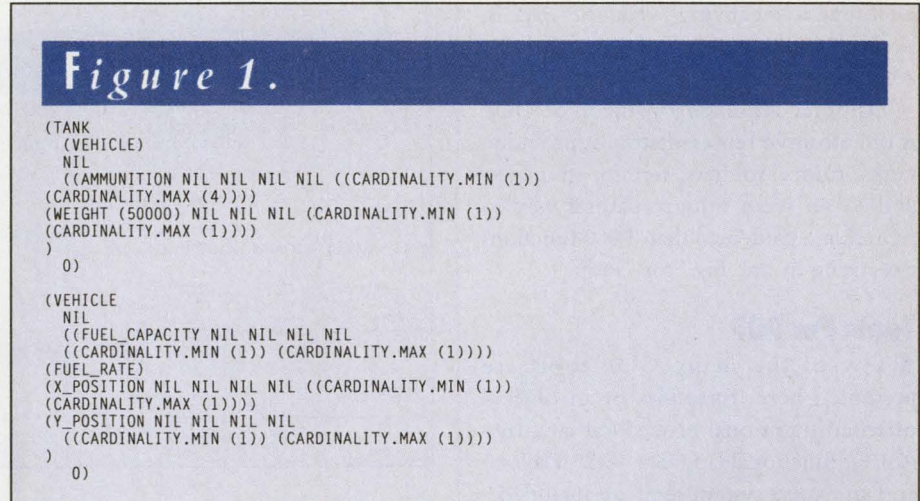 Figure 1.
(TANK
(VEHICLE)
NIL
((AMMUNITION NIL NIL NIL NIL ((CARDINALITY.MIN (1))
(CARDINALITY.MAX (4))))
(WEIGHT (50000) NIL NIL NIL (CARDINALITY.MIN (1))
(CARDINALITY.MAX (1))))
)
0)
(VEHICLE
NIL
((FUEL_CAPACITY NIL NIL NIL NIL
((CARDINALITY.MIN (1)) (CARDINALITY.MAX (1))))
(FUEL_RATE)
(X_POSITION NIL NIL NIL NIL ((CARDINALITY.MIN (1))
(CARDINALITY.MAX (1))))
(Y_POSITION NIL NIL NIL NIL
((CARDINALITY.MIN (1)) (CARDINALITY.MAX (1))))
)
0)